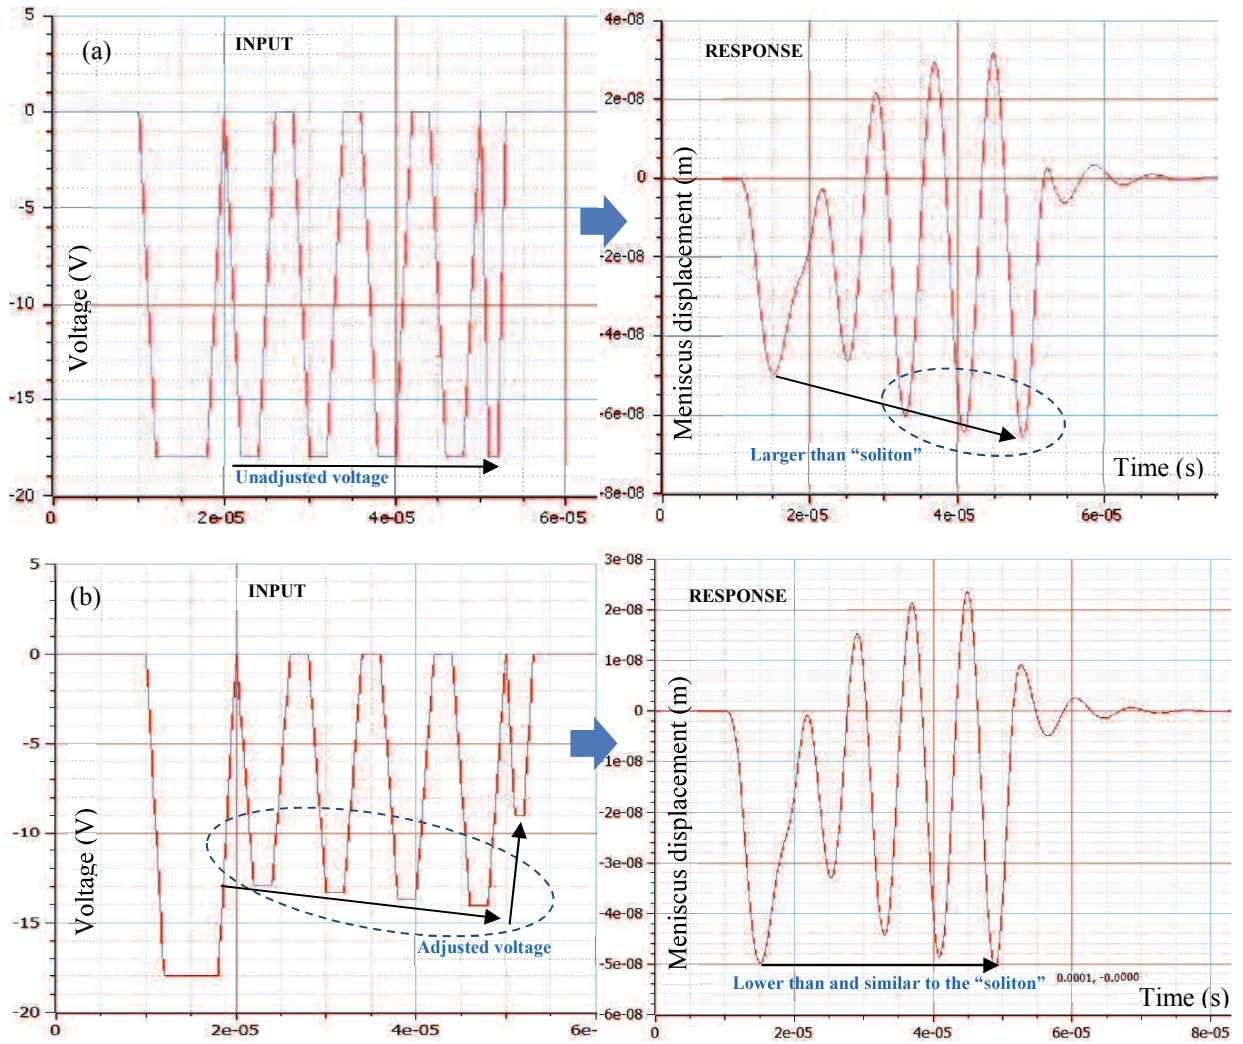 (a)
INPUT
5
0
-5
-10
-15
-20
Voltage (V)
Unadjusted voltage
0
2e-05
4e-05
6e-05
RESPONSE
4e-08
2e-08
0
-2e-08
-4e-08
-6e-08
-8e-08
Meniscus displacement (m)
Larger than “soliton”
Time (s)
0
2e-05
4e-05
6e-05
(b)
INPUT
5
0
-5
-10
-15
-20
Voltage (V)
Adjusted voltage
0
2e-05
4e-05
6e-
RESPONSE
3e-08
2e-08
1e-08
0
1e-08
-2e-08
-3e-08
-4e-08
-5e-08
-6e-08
Meniscus displacement (m)
Lower than and similar to the “soliton”
0.0001, -0.0000
Time (s)
0
2e-05
4e-05
6e-05
8e-05